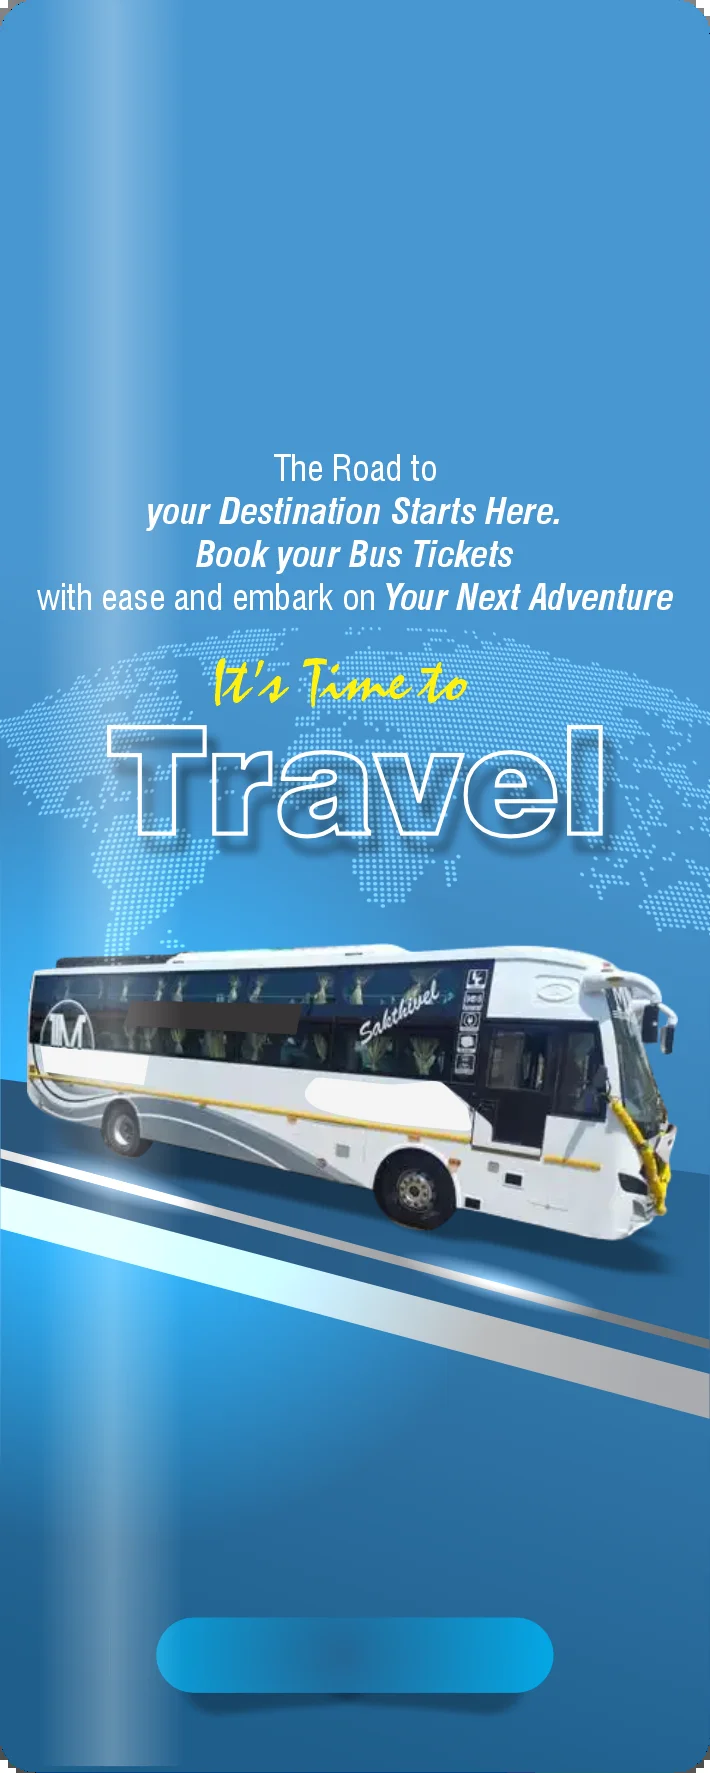 The Road to
your Destination Starts Here.
Book your Bus Tickets
with ease and embark on Your Next Adventure
It's Time to
Travel
Sakthivel